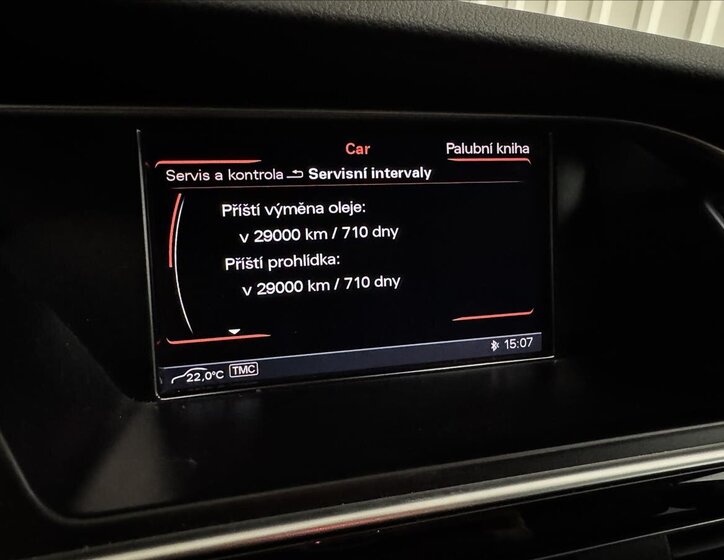 Car
Palubní kniha
Servis a kontrola Servisní intervaly
Příští výměna oleje:
v 29000 km / 710 dny
Příští prohlídka:
v 29000 km / 710 dny
22,0°C TMC
15:07